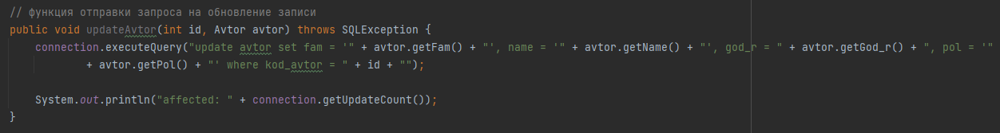 // функция отправки запроса на обновление записи
public void updateAvtor(int id, Avtor avtor) throws SQLException {
    connection.executeQuery("update avtor set fam = '" + avtor.getFam() + "', name = '" + avtor.getName() + "', god_r = " + avtor.getGod_r() + ", pol = '"
            + avtor.getPol() + "' where kod_avtor = " + id + "");
    System.out.println("affected: " + connection.getUpdateCount());
}